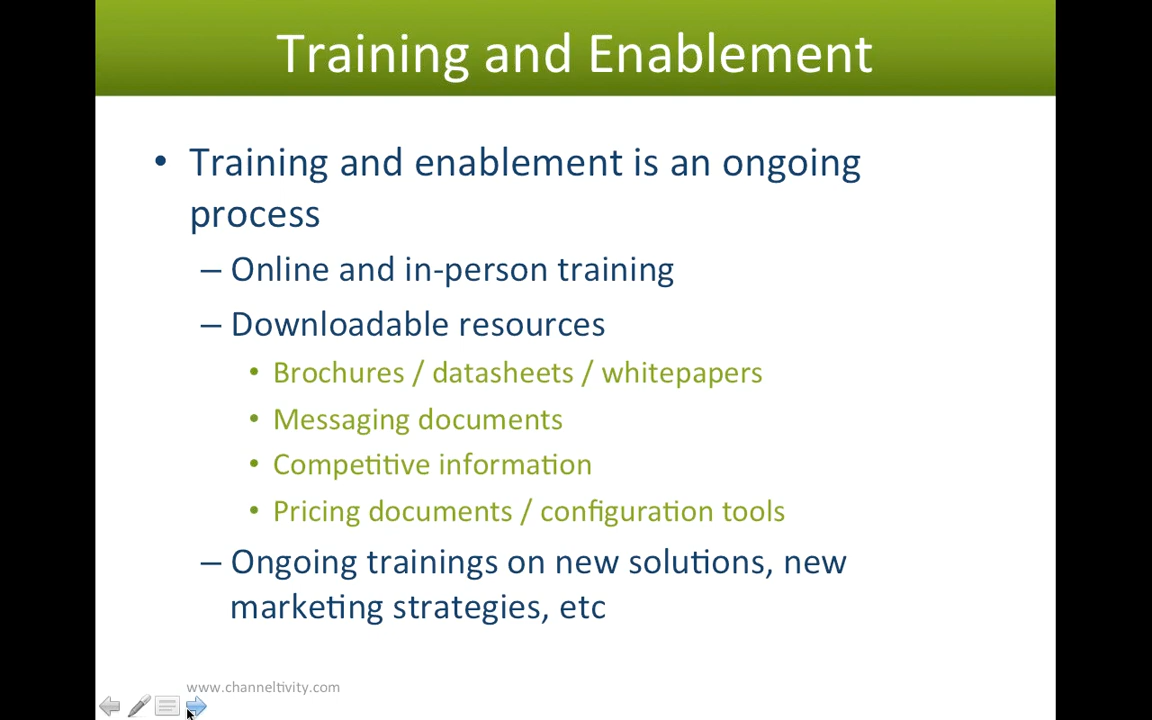 Training and Enablement
• Training and enablement is an ongoing
process
– Online and in-person training
– Downloadable resources
• Brochures / datasheets / whitepapers
• Messaging documents
• Competitive information
• Pricing documents / configuration tools
– Ongoing trainings on new solutions, new
marketing strategies, etc
www.channeltivity.com